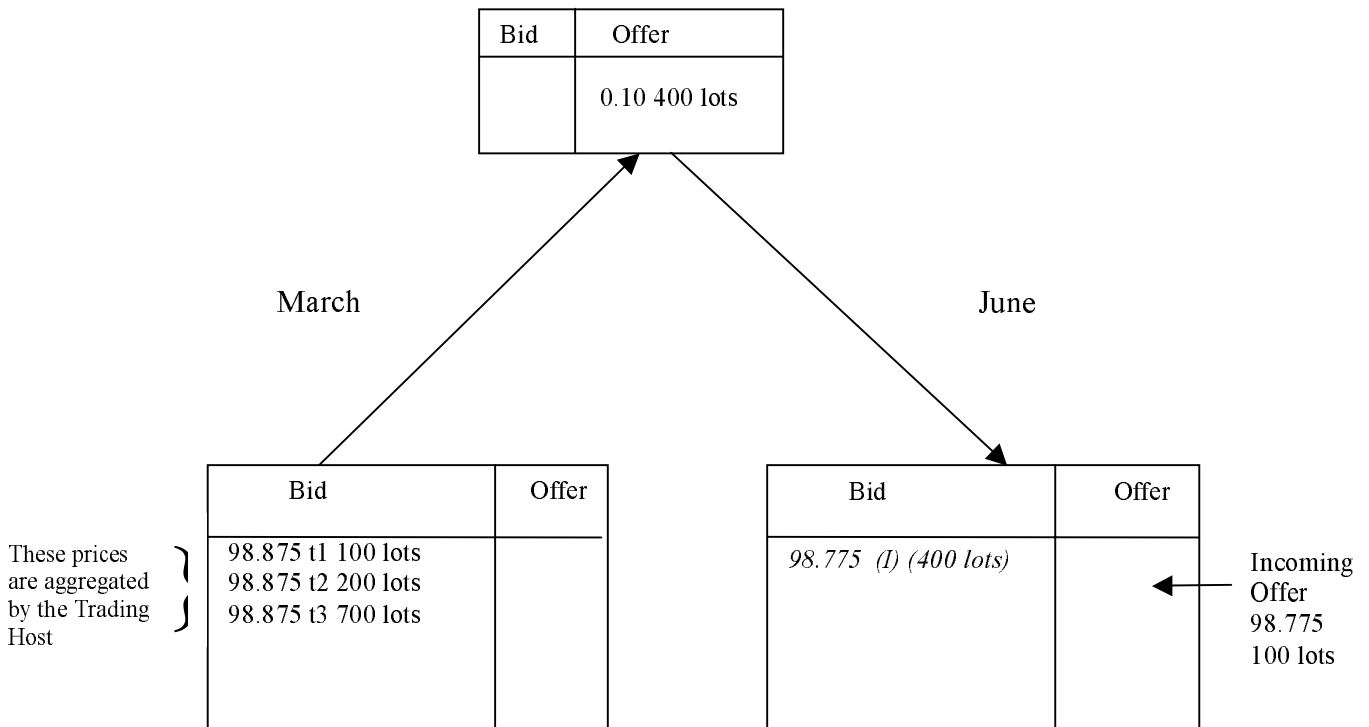 Bid Offer
0.10 400 lots
March
June
Bid Offer
98.875 t1 100 lots
98.875 t2 200 lots
98.875 t3 700 lots
These prices
are aggregated
by the Trading
Host
Bid Offer
98.775 (I) (400 lots)
Incoming
Offer
98.775
100 lots